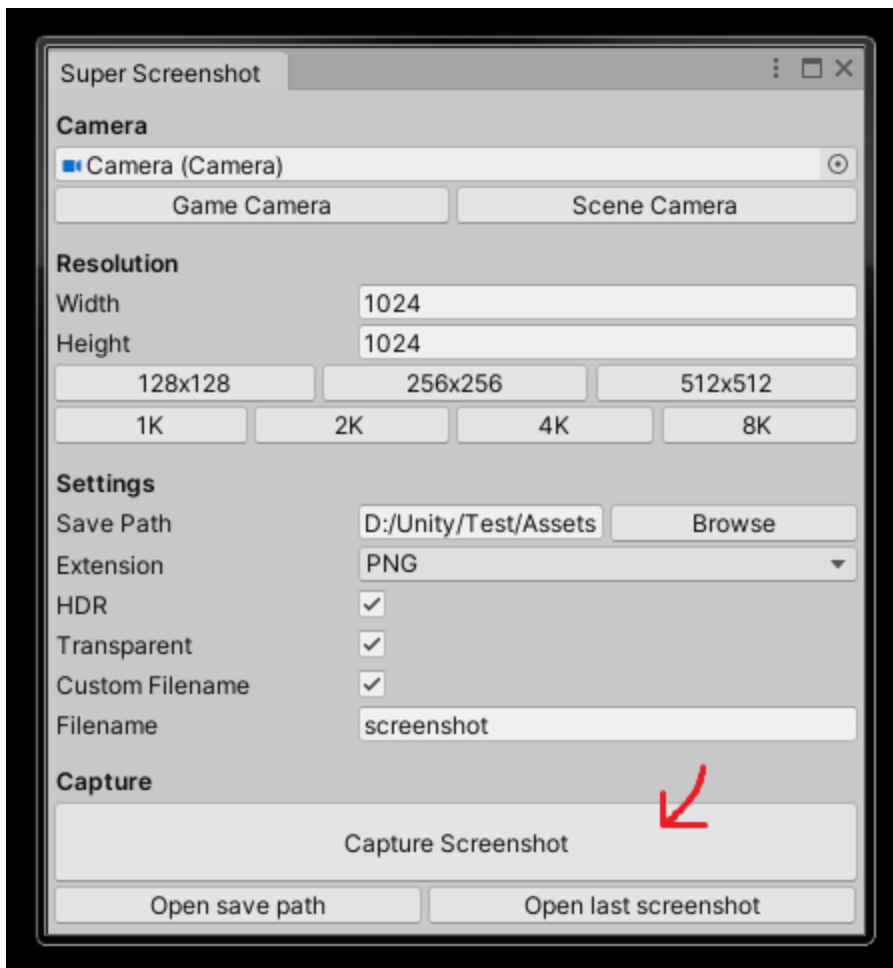 Super Screenshot
Camera
Camera (Camera)
Game Camera Scene Camera
Resolution
Width 1024
Height 1024
128x128 256x256 512x512
1K 2K 4K 8K
Settings
Save Path D:/Unity/Test/Assets Browse
Extension PNG
HDR
Transparent
Custom Filename
Filename screenshot
Capture
Capture Screenshot
Open save path Open last screenshot